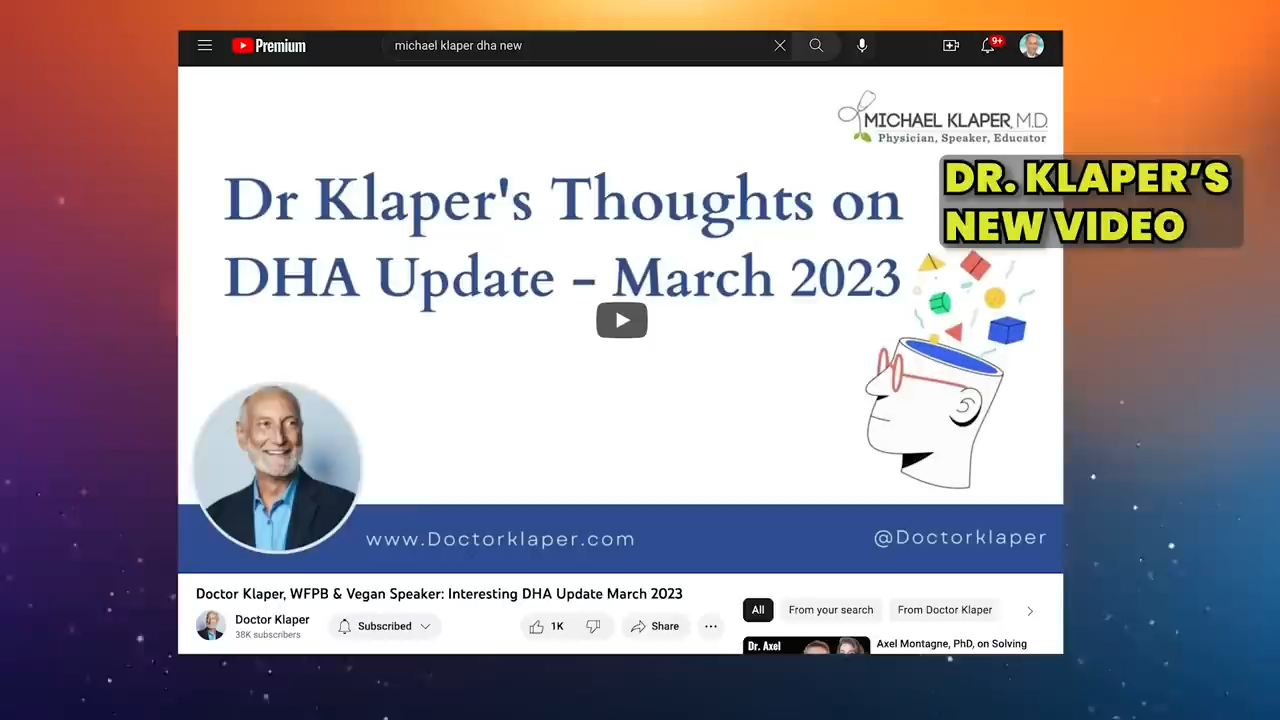 Premium
michael klaper dha new
9+
MICHAEL KLAPER, M.D.
Physician, Speaker, Educator
DR. KLAPER’S
NEW VIDEO
Dr Klaper's Thoughts on
DHA Update - March 2023
www.Doctorklaper.com
@Doctorklaper
Doctor Klaper, WFPB & Vegan Speaker: Interesting DHA Update March 2023
Doctor Klaper
38K subscribers
Subscribed
1K
Share
All
From your search
From Doctor Klaper
Dr. Axel
Axel Montagne, PhD, on Solving